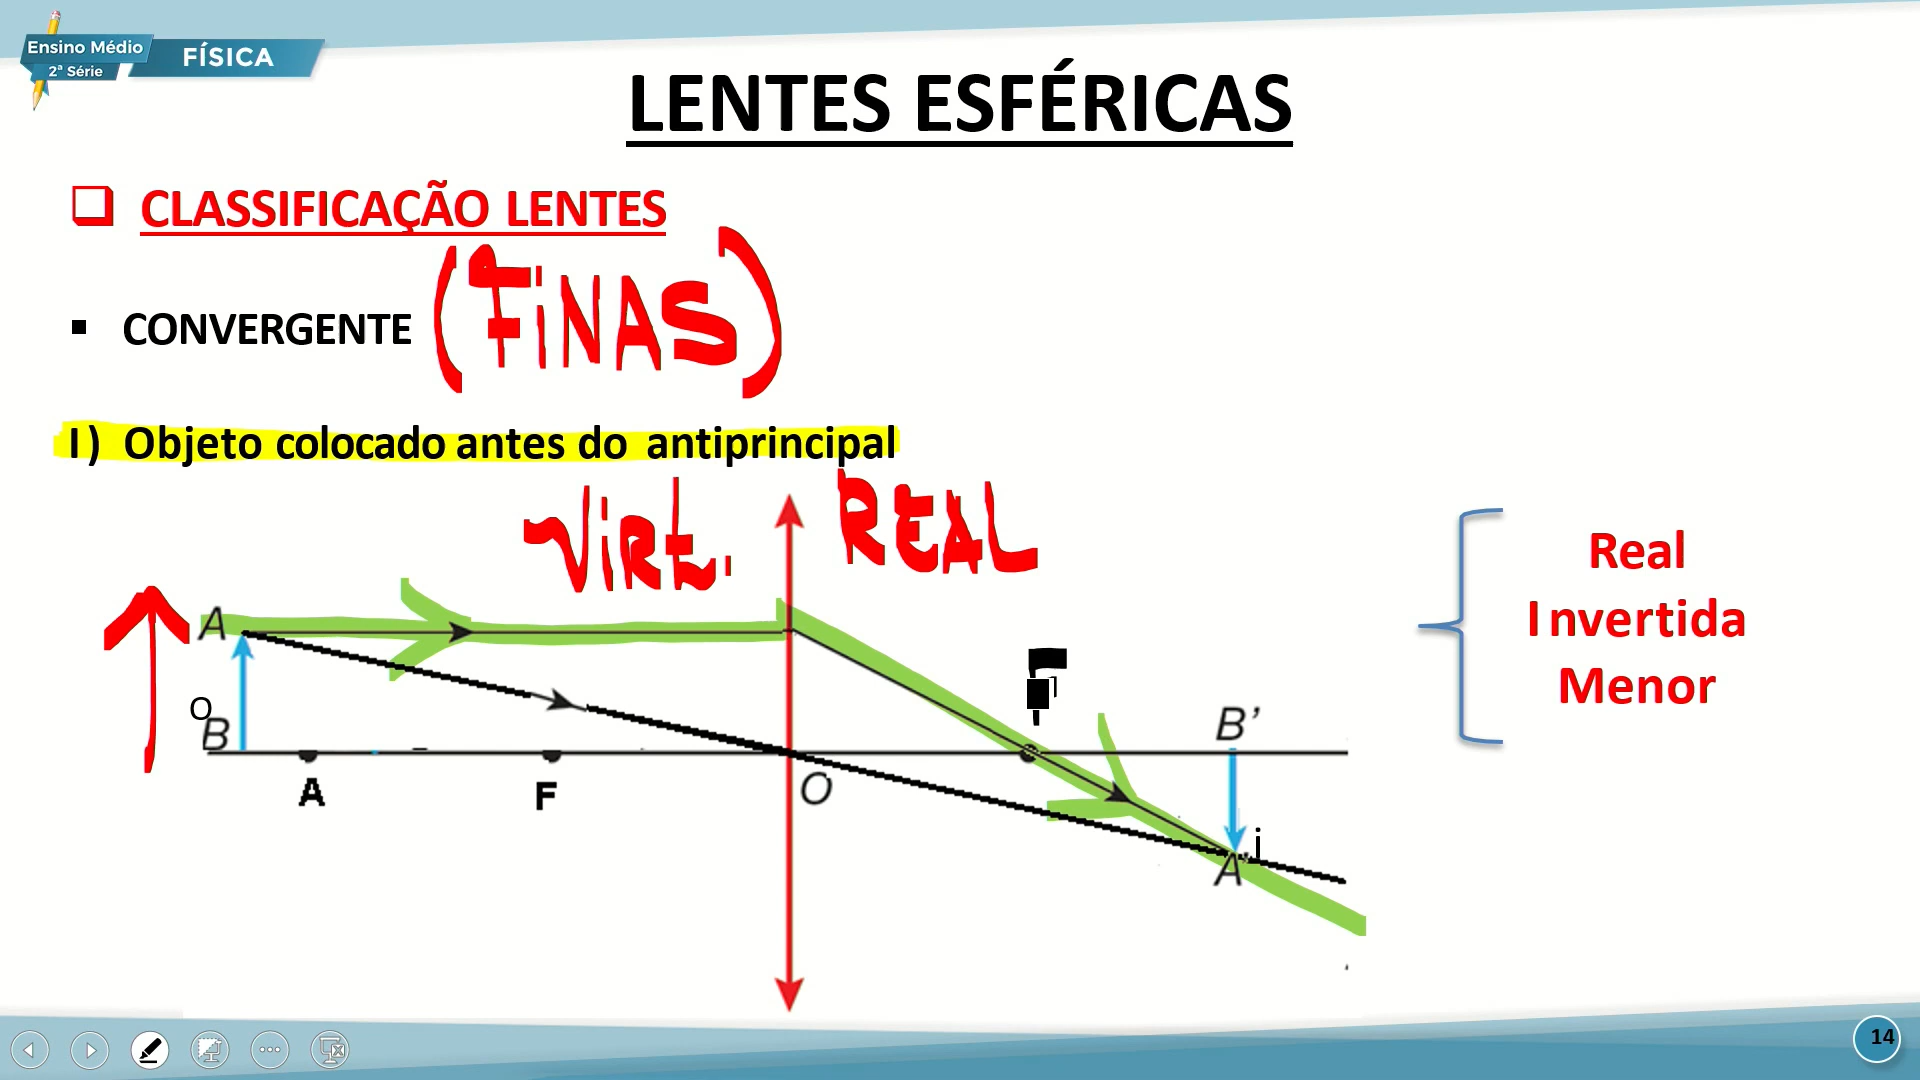 Ensino Médio
2ª Série
FÍSICA
LENTES ESFÉRICAS
CLASSIFICAÇÃO LENTES
CONVERGENTE (FiNAS)
I) Objeto colocado antes do antiprincipal
ViRt. REAL
Real
Invertida
Menor
A
F
o
B
B'
A
F
O
i
A'
14